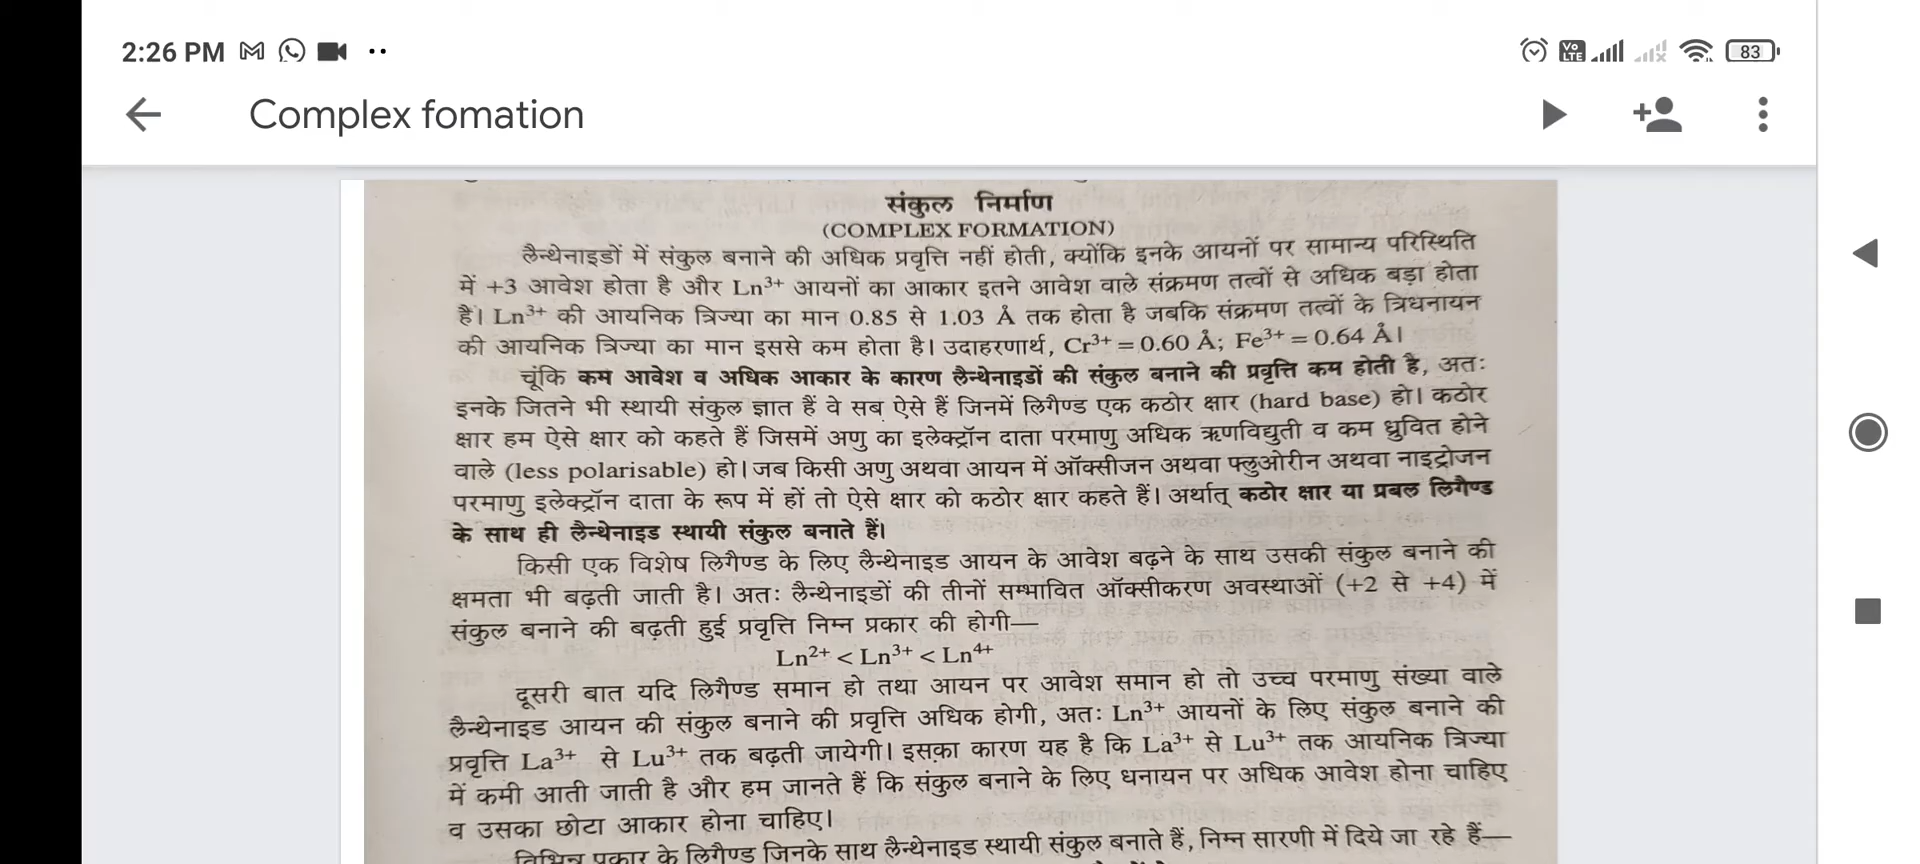 2:26 PM
Vo LTE
83
Complex fomation
संकुल निर्माण
(COMPLEX FORMATION)
लैन्थेनाइडों में संकुल बनाने की अधिक प्रवृत्ति नहीं होती, क्योंकि इनके आयनों पर सामान्य परिस्थिति
में +3 आवेश होता है और Ln³⁺ आयनों का आकार इतने आवेश वाले संक्रमण तत्वों से अधिक बड़ा होता
है। Ln³⁺ की आयनिक त्रिज्या का मान 0.85 से 1.03 Å तक होता है जबकि संक्रमण तत्वों के त्रिधनायन
की आयनिक त्रिज्या का मान इससे कम होता है। उदाहरणार्थ, Cr³⁺ = 0.60 Å; Fe³⁺ = 0.64 Å।
चूंकि कम आवेश व अधिक आकार के कारण लैन्थेनाइडों की संकुल बनाने की प्रवृत्ति कम होती है, अतः
इनके जितने भी स्थायी संकुल ज्ञात हैं वे सब ऐसे हैं जिनमें लिगैण्ड एक कठोर क्षार (hard base) हो। कठोर
क्षार हम ऐसे क्षार को कहते हैं जिसमें अणु का इलेक्ट्रॉन दाता परमाणु अधिक ऋणविद्युती व कम ध्रुवित होने
वाले (less polarisable) हो। जब किसी अणु अथवा आयन में ऑक्सीजन अथवा फ्लुओरीन अथवा नाइट्रोजन
परमाणु इलेक्ट्रॉन दाता के रूप में हों तो ऐसे क्षार को कठोर क्षार कहते हैं। अर्थात् कठोर क्षार या प्रबल लिगैण्ड
के साथ ही लैन्थेनाइड स्थायी संकुल बनाते हैं।
किसी एक विशेष लिगैण्ड के लिए लैन्थेनाइड आयन के आवेश बढ़ने के साथ उसकी संकुल बनाने की
क्षमता भी बढ़ती जाती है। अतः लैन्थेनाइडों की तीनों सम्भावित ऑक्सीकरण अवस्थाओं (+2 से +4) में
संकुल बनाने की बढ़ती हुई प्रवृत्ति निम्न प्रकार की होगी—
Ln²⁺ < Ln³⁺ < Ln⁴⁺
दूसरी बात यदि लिगैण्ड समान हो तथा आयन पर आवेश समान हो तो उच्च परमाणु संख्या वाले
लैन्थेनाइड आयन की संकुल बनाने की प्रवृत्ति अधिक होगी, अतः Ln³⁺ आयनों के लिए संकुल बनाने की
प्रवृत्ति La³⁺ से Lu³⁺ तक बढ़ती जायेगी। इसका कारण यह है कि La³⁺ से Lu³⁺ तक आयनिक त्रिज्या
में कमी आती जाती है और हम जानते हैं कि संकुल बनाने के लिए धनायन पर अधिक आवेश होना चाहिए
व उसका छोटा आकार होना चाहिए।
विभिन्न प्रकार के लिगैण्ड जिनके साथ लैन्थेनाइड स्थायी संकुल बनाते हैं, निम्न सारणी में दिये जा रहे हैं—